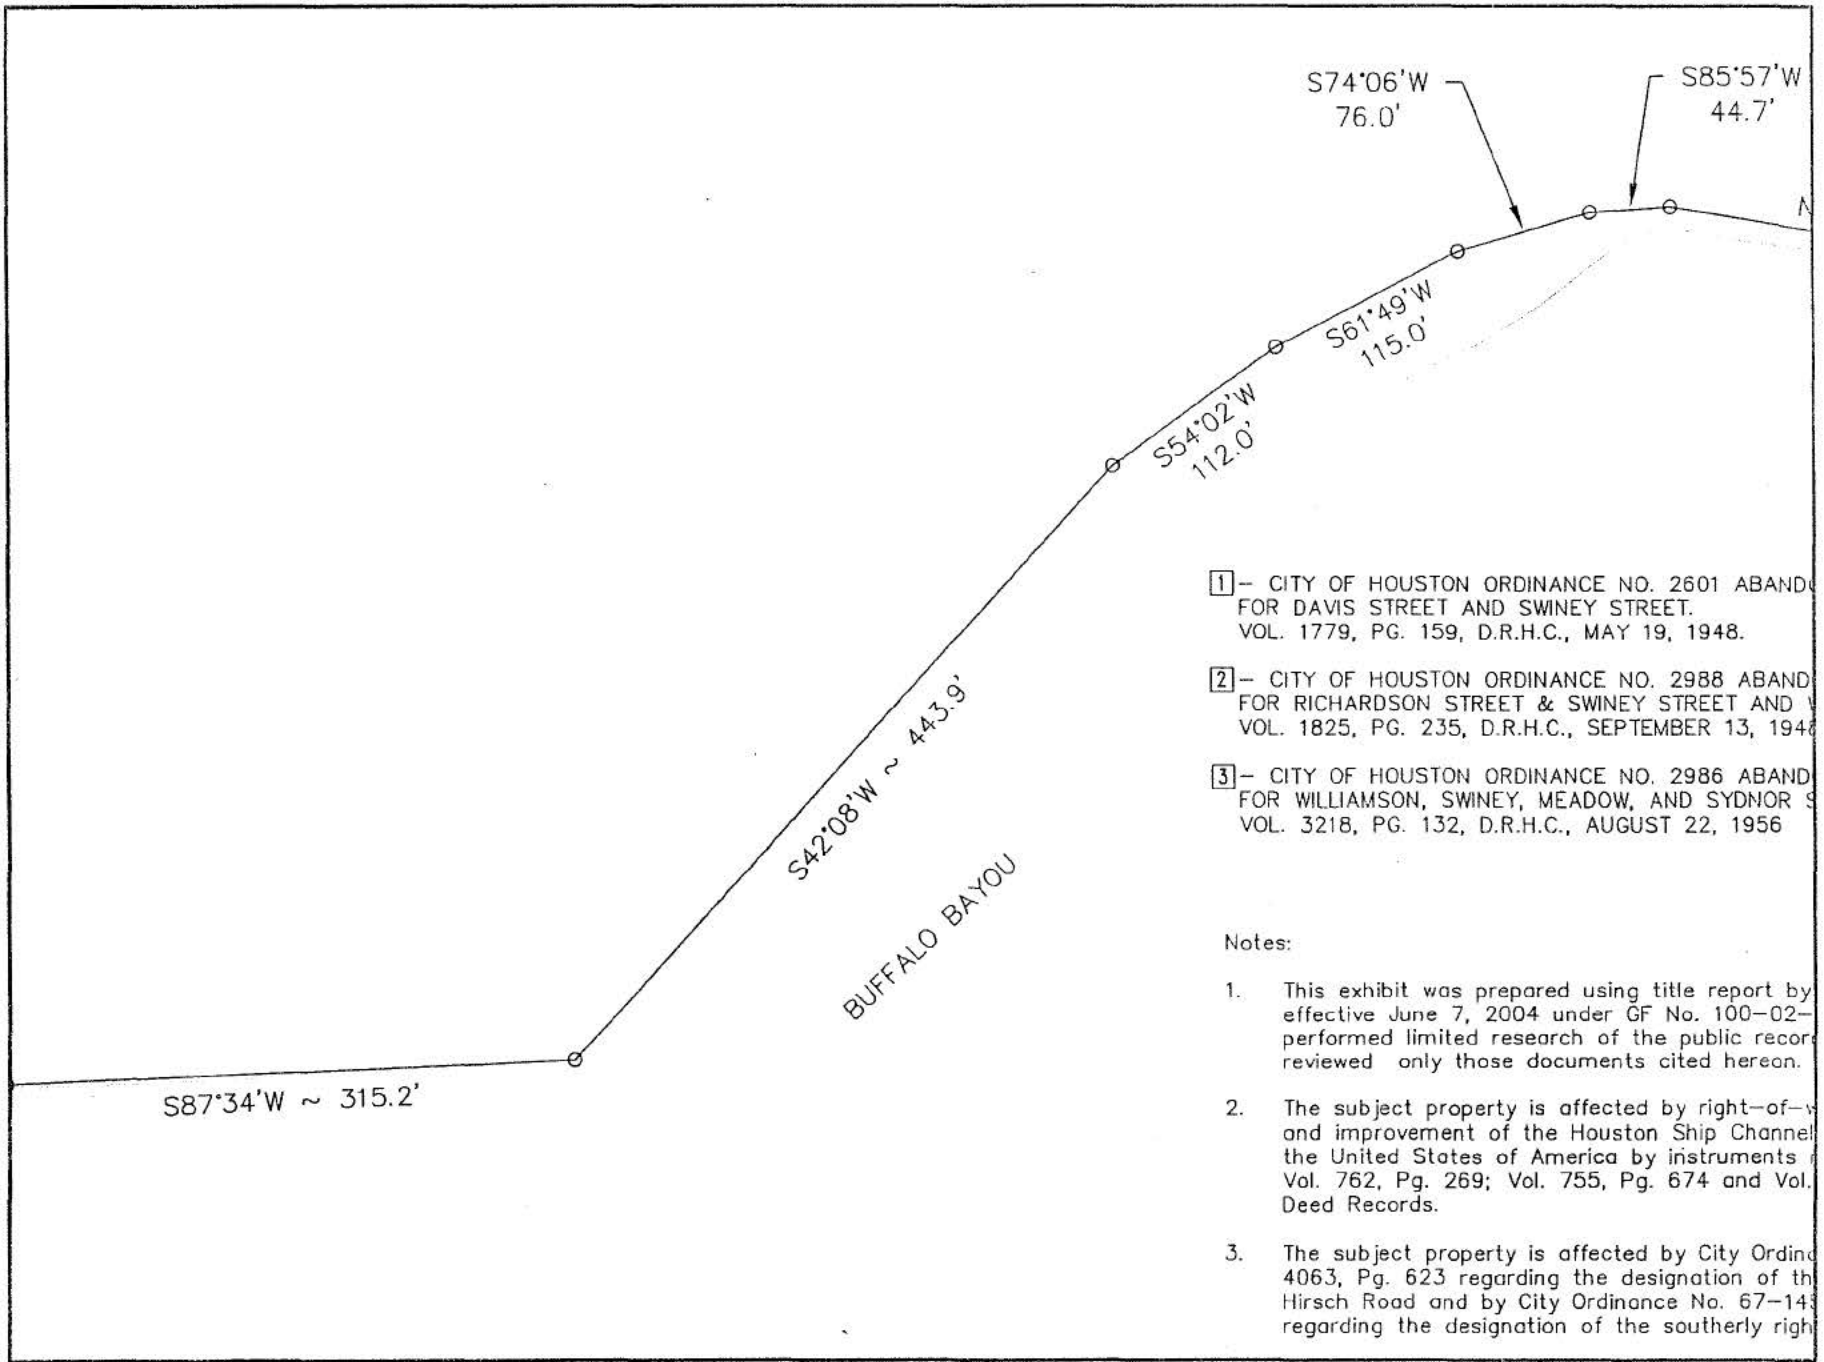 S74°06'W
76.0'
S85°57'W
44.7'
S61°49'W
115.0'
S54°02'W
112.0'
S42°08'W ~ 443.9'
BUFFALO BAYOU
S87°34'W ~ 315.2'
1 – CITY OF HOUSTON ORDINANCE NO. 2601
FOR DAVIS STREET AND SWINEY STREET.
VOL. 1779, PG. 159, D.R.H.C., MAY 19, 1948.
2 – CITY OF HOUSTON ORDINANCE NO. 2988
FOR RICHARDSON STREET & SWINEY STREET AND
VOL. 1825, PG. 235, D.R.H.C., SEPTEMBER 13,
3 – CITY OF HOUSTON ORDINANCE NO. 2986
FOR WILLIAMSON, SWINEY, MEADOW, AND SYDNOR
VOL. 3218, PG. 132, D.R.H.C., AUGUST 22, 1956
Notes:
1. This exhibit was prepared using title report by
effective June 7, 2004 under GF No. 100–02–
performed limited research of the public
reviewed only those documents cited hereon.
2. The subject property is affected by right–of–
and improvement of the Houston Ship Channel
the United States of America by instruments
Vol. 762, Pg. 269; Vol. 755, Pg. 674 and Vol.
Deed Records.
3. The subject property is affected by City
4063, Pg. 623 regarding the designation of
Hirsch Road and by City Ordinance No.
regarding the designation of the southerly